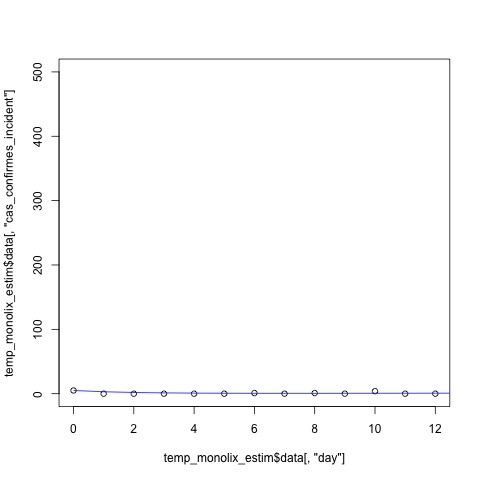 temp_monolix_estim$data[, "cas_confirmes_incident"]
500
400
300
200
100
0
0 2 4 6 8 10 12
temp_monolix_estim$data[, "day"]